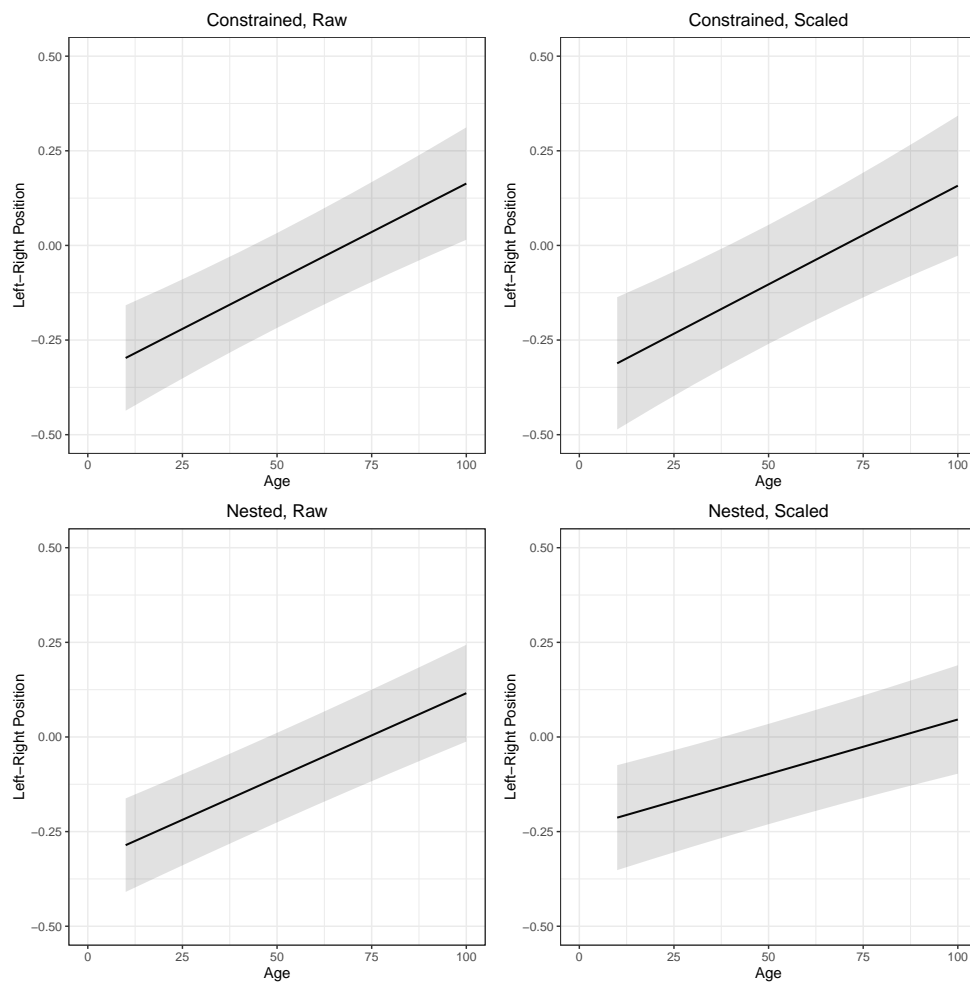 Constrained, Raw
0.50
0.25
0.00
−0.25
−0.50
Left−Right Position
0 25 50 75 100
Age
Constrained, Scaled
0.50
0.25
0.00
−0.25
−0.50
Left−Right Position
0 25 50 75 100
Age
Nested, Raw
0.50
0.25
0.00
−0.25
−0.50
Left−Right Position
0 25 50 75 100
Age
Nested, Scaled
0.50
0.25
0.00
−0.25
−0.50
Left−Right Position
0 25 50 75 100
Age